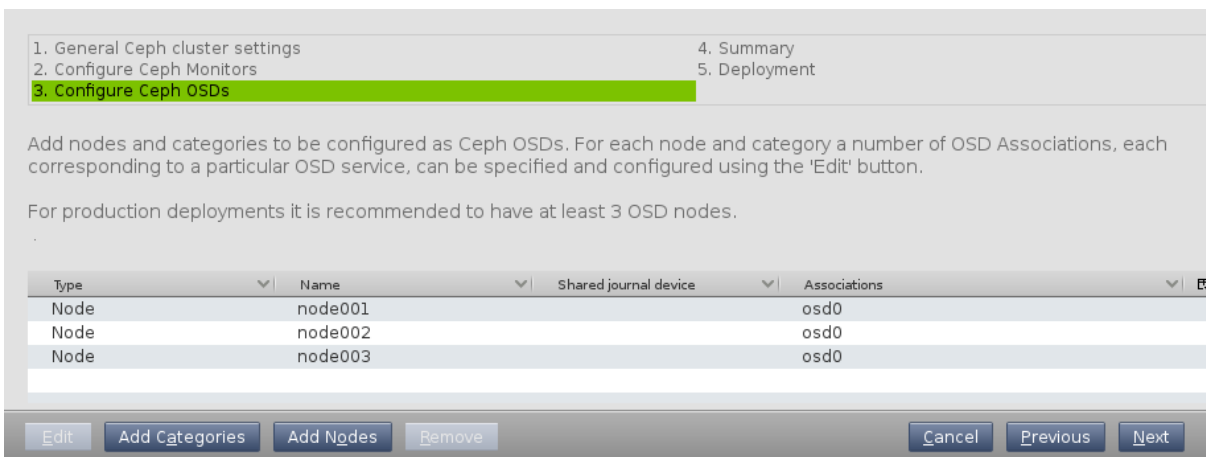 1. General Ceph cluster settings
2. Configure Ceph Monitors
3. Configure Ceph OSDs
4. Summary
5. Deployment
Add nodes and categories to be configured as Ceph OSDs. For each node and category a number of OSD Associations, each
corresponding to a particular OSD service, can be specified and configured using the 'Edit' button.
For production deployments it is recommended to have at least 3 OSD nodes.
.
Type Name Shared journal device Associations
Node node001 osd0
Node node002 osd0
Node node003 osd0
Edit Add Categories Add Nodes Remove Cancel Previous Next